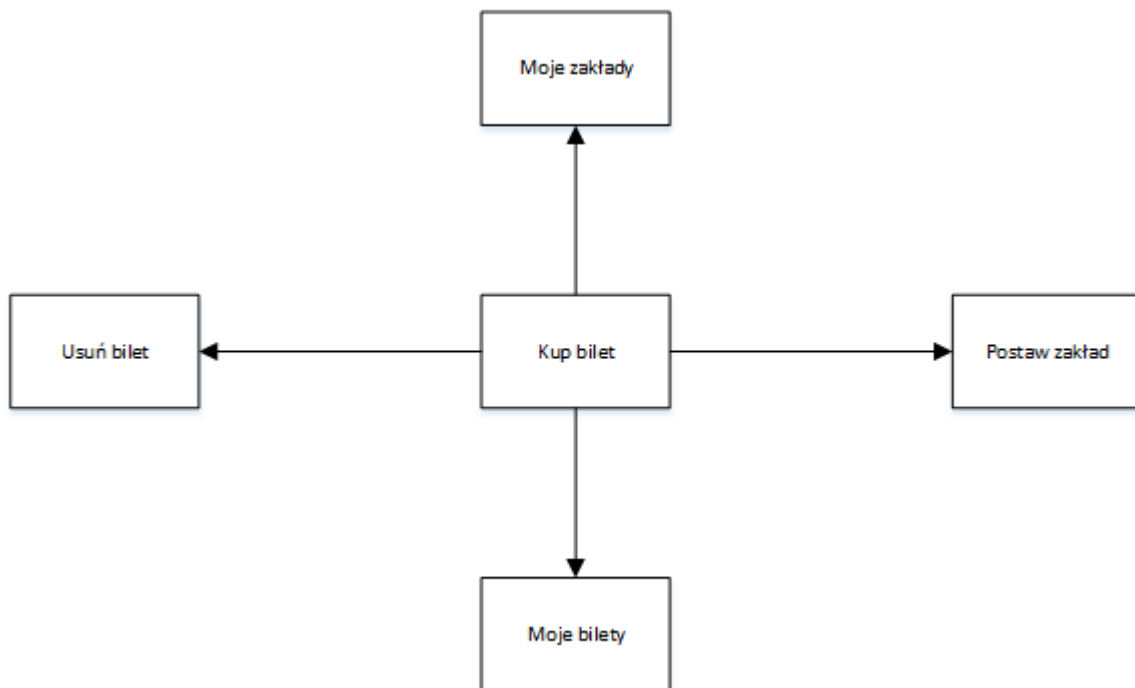 Moje zakłady
Usuń bilet
Kup bilet
Postaw zakład
Moje bilety